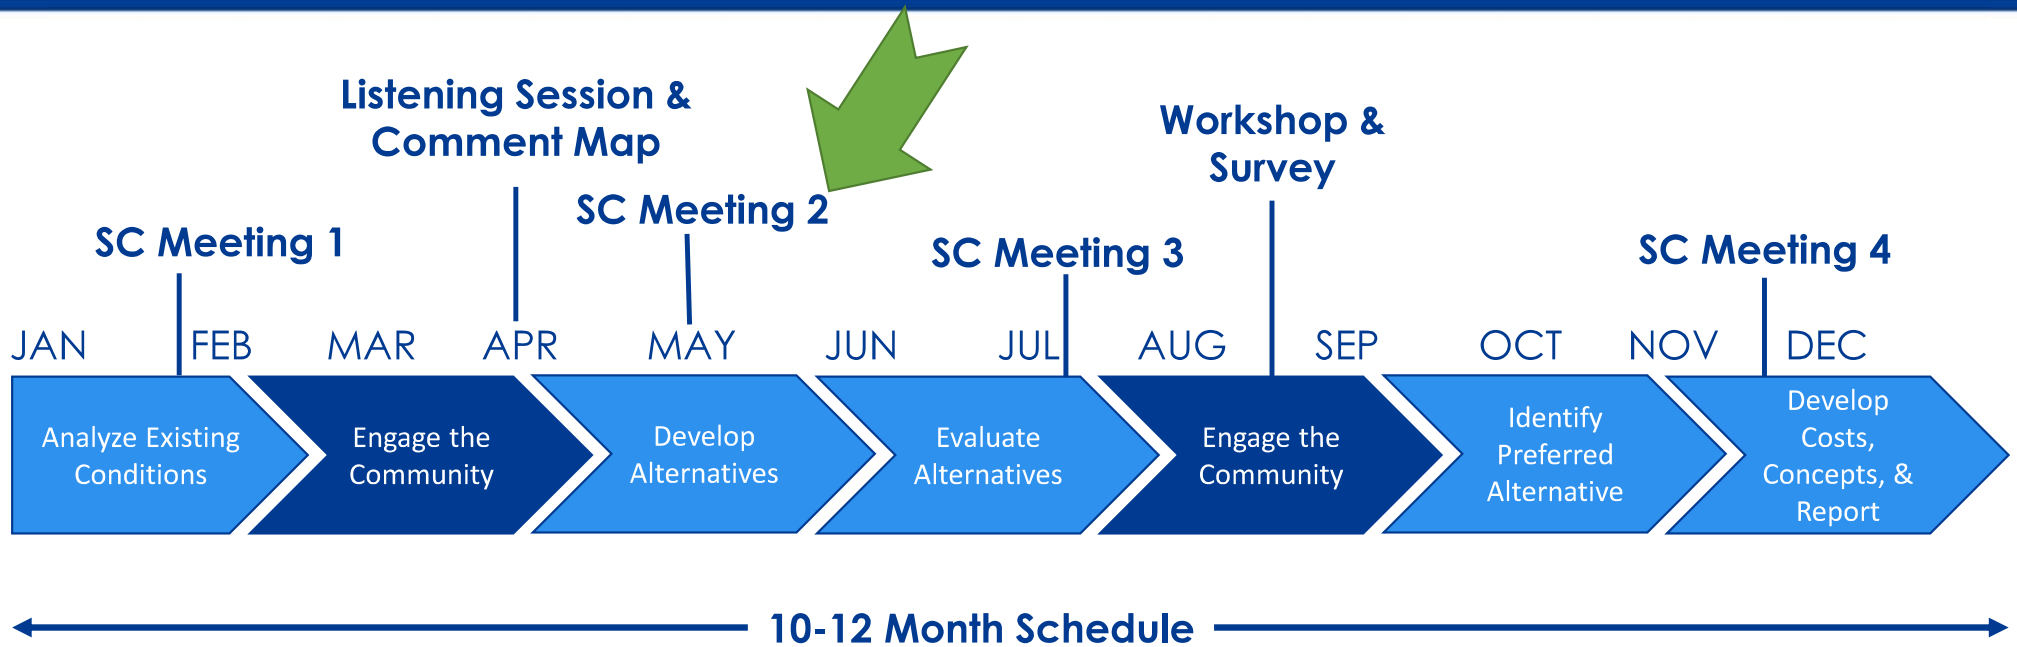 Listening Session &
Comment Map
Workshop &
Survey
SC Meeting 1
SC Meeting 2
SC Meeting 3
SC Meeting 4
JAN FEB MAR APR MAY JUN JUL AUG SEP OCT NOV DEC
Analyze Existing
Conditions
Engage the
Community
Develop
Alternatives
Evaluate
Alternatives
Engage the
Community
Identify
Preferred
Alternative
Develop
Costs,
Concepts, &
Report
10-12 Month Schedule